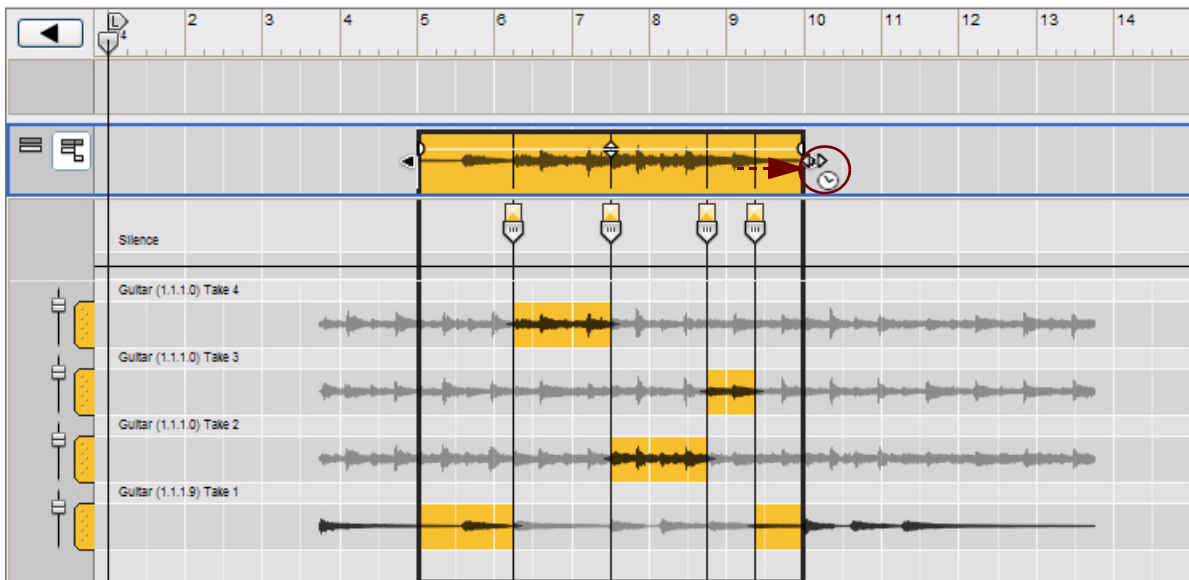 L 2 3 4 5 6 7 8 9 10 11 12 13 14
4
Silence
Guitar (1.1.1.0) Take 4
Guitar (1.1.1.0) Take 3
Guitar (1.1.1.0) Take 2
Guitar (1.1.1.9) Take 1